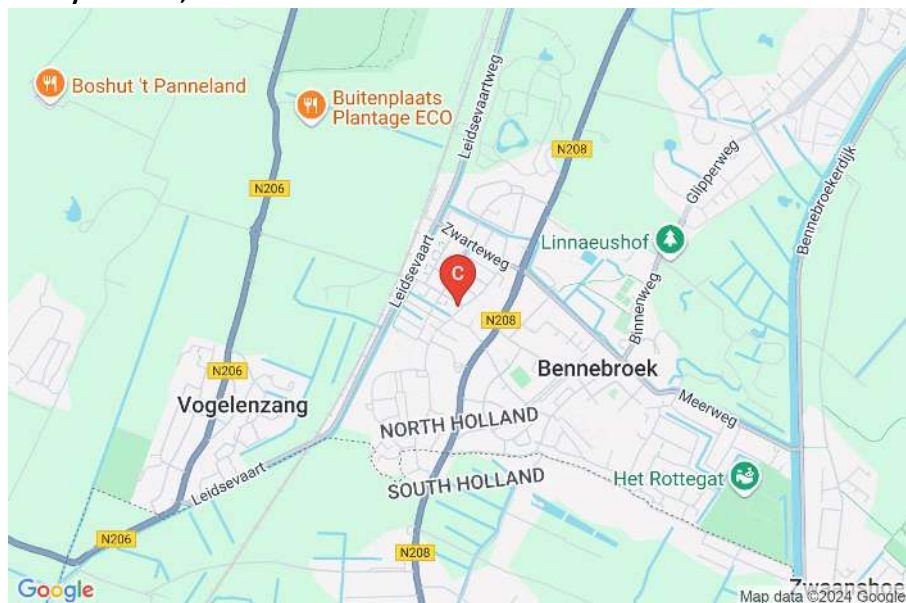 Boshut 't Panneland
Buitenplaats
Plantage ECO
Leidsevaartweg
N208
Glipperweg
Bennebroekerdijk
N206
Zwarteweg
Linnaeushof
Leidsevaart
C
Binnenweg
N208
Bennebroek
N206
Vogelenzang
Meerweg
NORTH HOLLAND
SOUTH HOLLAND
Het Rottegat
Leidsevaart
N206
N208
Google
Map data ©2024 Google